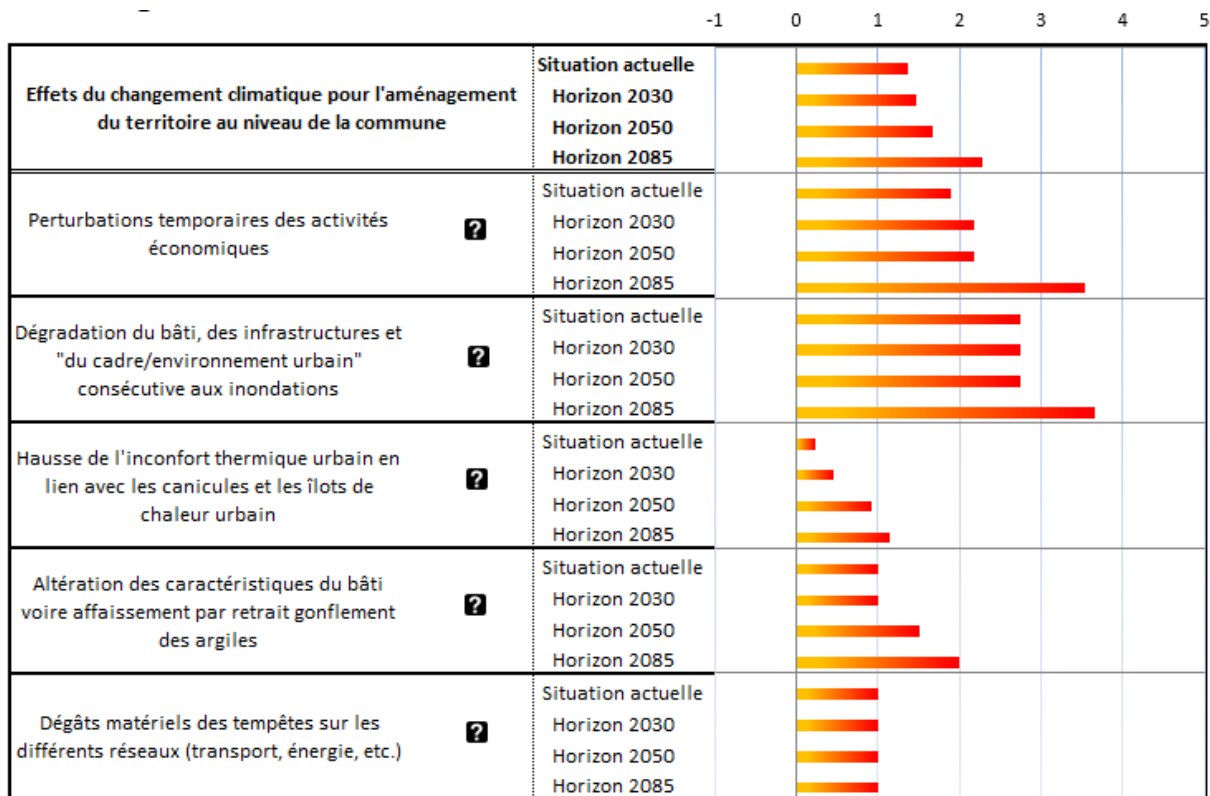 -1 0 1 2 3 4 5
Effets du changement climatique pour l'aménagement
du territoire au niveau de la commune
Situation actuelle
Horizon 2030
Horizon 2050
Horizon 2085
Perturbations temporaires des activités
économiques
?
Situation actuelle
Horizon 2030
Horizon 2050
Horizon 2085
Dégradation du bâti, des infrastructures et
"du cadre/environnement urbain"
consécutive aux inondations
?
Situation actuelle
Horizon 2030
Horizon 2050
Horizon 2085
Hausse de l'inconfort thermique urbain en
lien avec les canicules et les îlots de
chaleur urbain
?
Situation actuelle
Horizon 2030
Horizon 2050
Horizon 2085
Altération des caractéristiques du bâti
voire affaissement par retrait gonflement
des argiles
?
Situation actuelle
Horizon 2030
Horizon 2050
Horizon 2085
Dégâts matériels des tempêtes sur les
différents réseaux (transport, énergie, etc.)
?
Situation actuelle
Horizon 2030
Horizon 2050
Horizon 2085